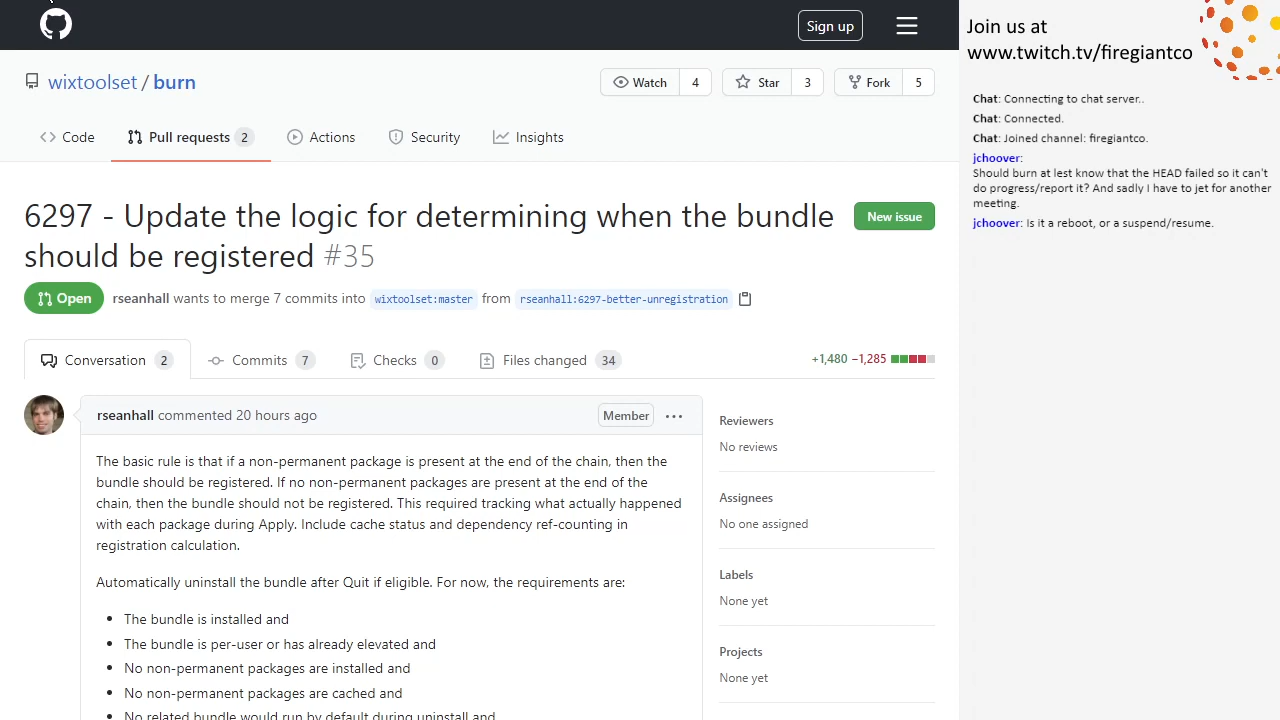 Sign up
wixtoolset / burn
Watch 4
Star 3
Fork 5
Code
Pull requests 2
Actions
Security
Insights
6297 - Update the logic for determining when the bundle
should be registered #35
New issue
Open
rseanhall wants to merge 7 commits into wixtoolset:master from rseanhall:6297-better-unregistration
Conversation 2
Commits 7
Checks 0
Files changed 34
+1,480 −1,285
rseanhall commented 20 hours ago
Member
The basic rule is that if a non-permanent package is present at the end of the chain, then the
bundle should be registered. If no non-permanent packages are present at the end of the
chain, then the bundle should not be registered. This required tracking what actually happened
with each package during Apply. Include cache status and dependency ref-counting in
registration calculation.
Automatically uninstall the bundle after Quit if eligible. For now, the requirements are:
The bundle is installed and
The bundle is per-user or has already elevated and
No non-permanent packages are installed and
No non-permanent packages are cached and
No related bundle would run by default during uninstall and
Reviewers
No reviews
Assignees
No one assigned
Labels
None yet
Projects
None yet
Join us at
www.twitch.tv/firegiantco
Chat: Connecting to chat server..
Chat: Connected.
Chat: Joined channel: firegiantco.
jchoover:
Should burn at lest know that the HEAD failed so it can't
do progress/report it? And sadly I have to jet for another
meeting.
jchoover: Is it a reboot, or a suspend/resume.